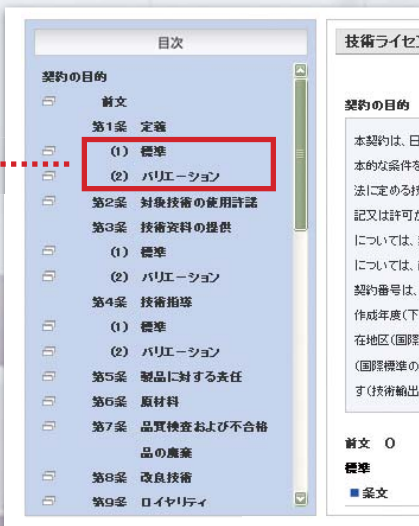 目次
契約の目的
前文
第1条 定義
(1) 標準
(2) バリエーション
第2条 対象技術の使用許諾
第3条 技術資料の提供
(1) 標準
(2) バリエーション
第4条 技術指導
(1) 標準
(2) バリエーション
第5条 製品に対する責任
第6条 原材料
第7条 品質検査および不合格
品の廃棄
第8条 改良技術
第9条 ロイヤリティ
技術ライセ
契約の目的
本契約は、日
本的な条件を
法に定める技
記又は許可が
については、
については、
契約番号は、
作成年度(下
在地区(国際
(国際標準の
す(技術輸出
前文 〇
標準
■条文